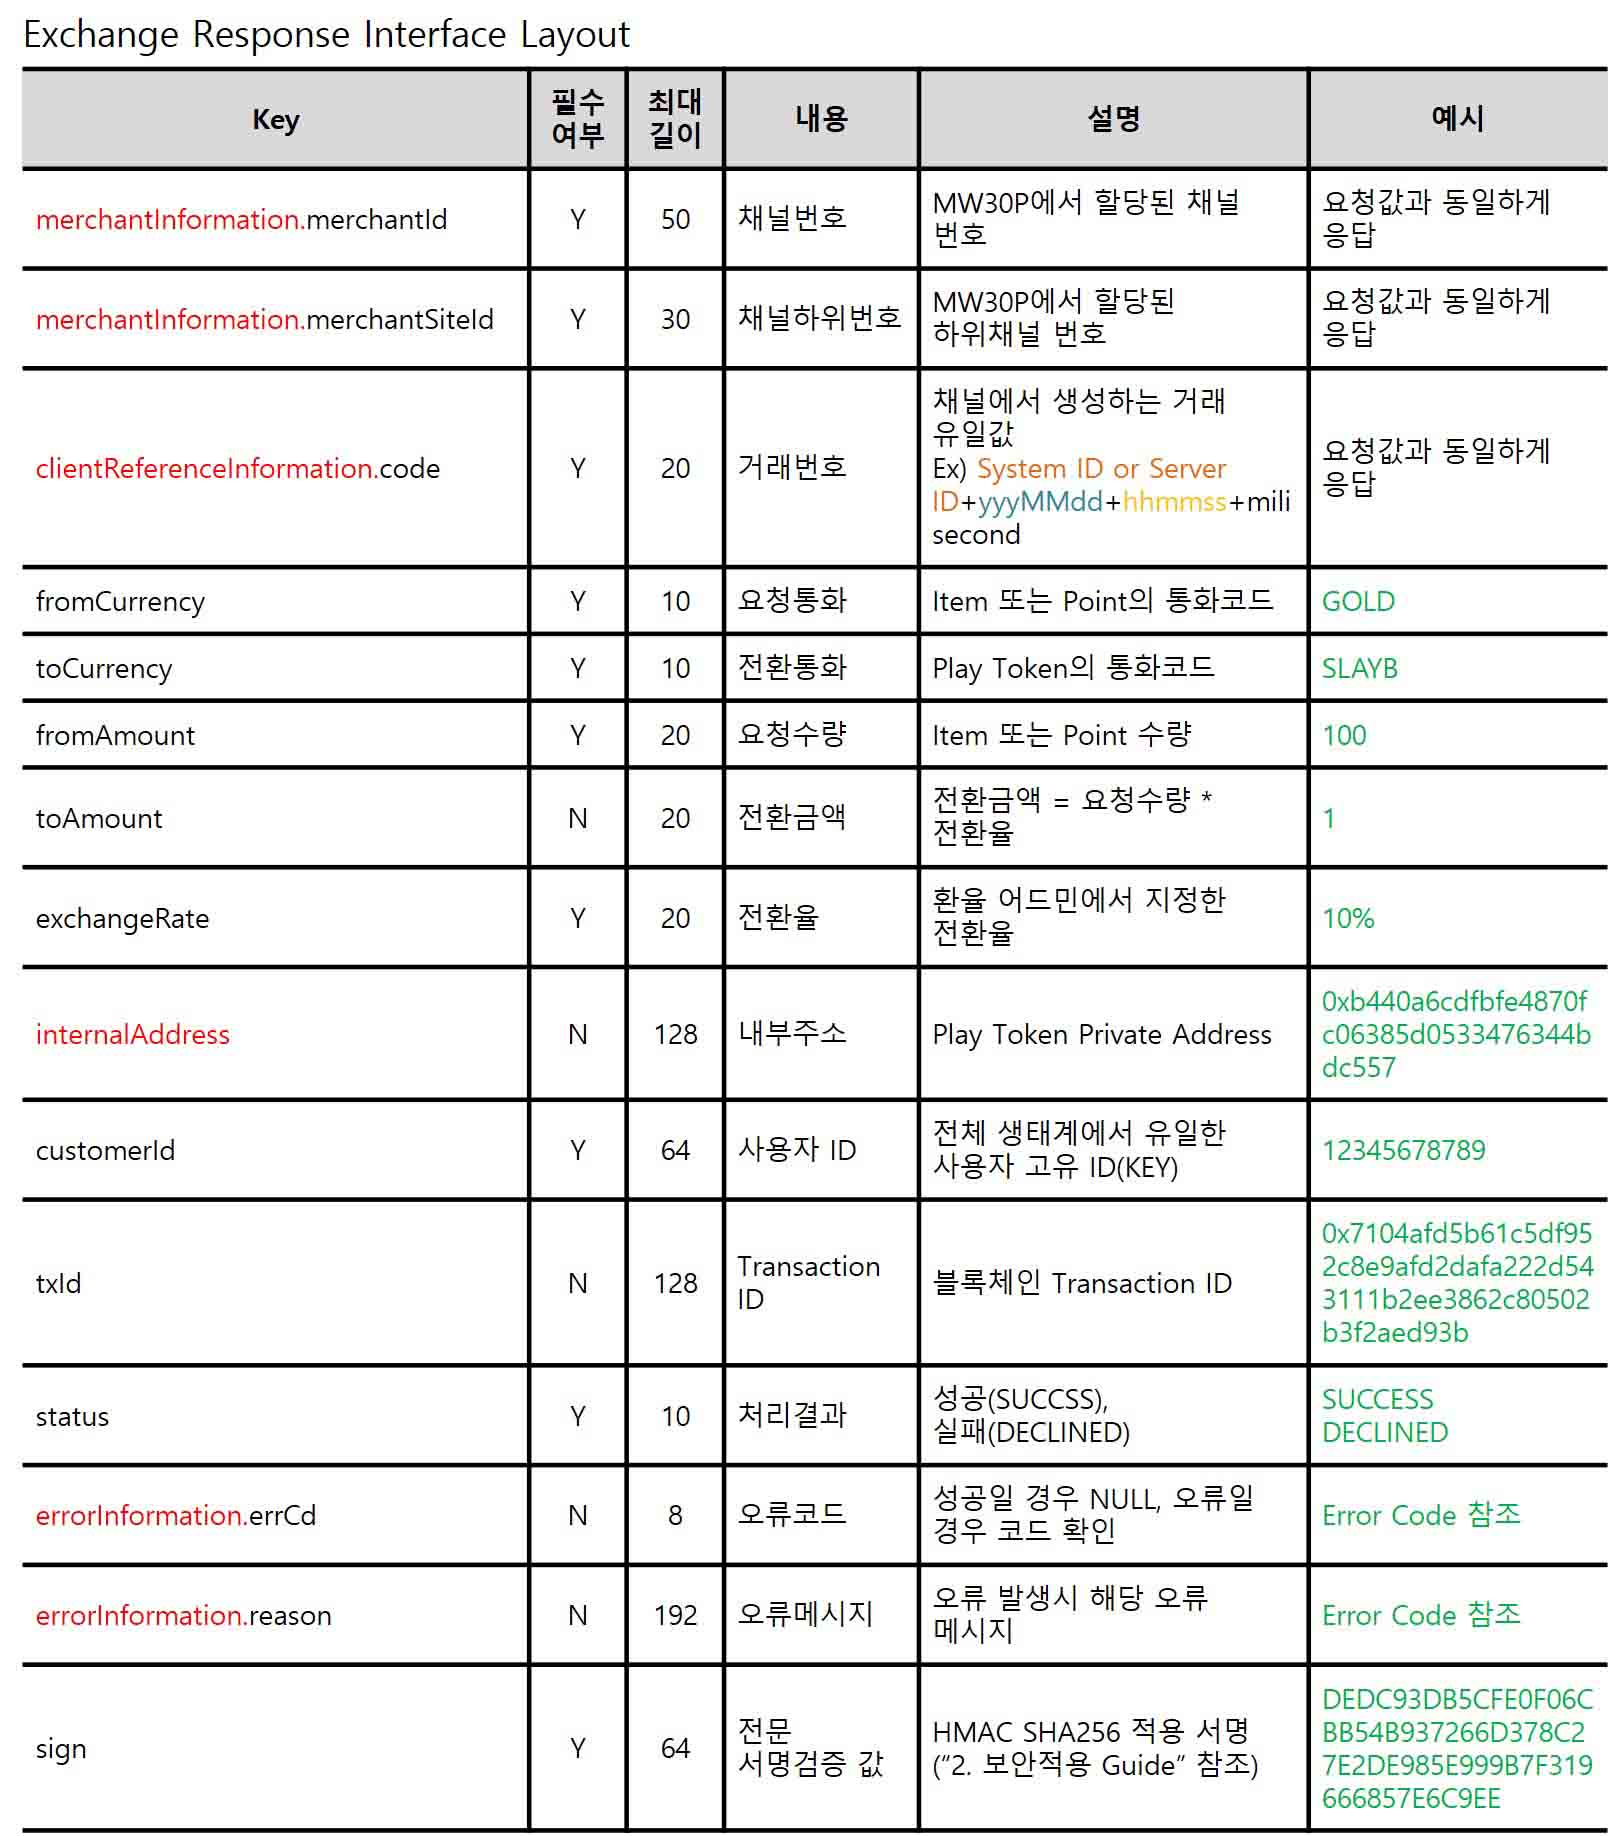 Exchange Response Interface Layout
Key
필수
여부
최대
길이
내용
설명
예시
merchantInformation.merchantId
Y
50
채널번호
MW30P에서 할당된 채널
번호
요청값과 동일하게
응답
merchantInformation.merchantSiteId
Y
30
채널하위번호
MW30P에서 할당된
하위채널 번호
요청값과 동일하게
응답
clientReferenceInformation.code
Y
20
거래번호
채널에서 생성하는 거래
유일값
Ex) System ID or Server
ID+yyyMMdd+hhmmss+mili
second
요청값과 동일하게
응답
fromCurrency
Y
10
요청통화
Item 또는 Point의 통화코드
GOLD
toCurrency
Y
10
전환통화
Play Token의 통화코드
SLAYB
fromAmount
Y
20
요청수량
Item 또는 Point 수량
100
toAmount
N
20
전환금액
전환금액 = 요청수량 *
전환율
1
exchangeRate
Y
20
전환율
환율 어드민에서 지정한
전환율
10%
internalAddress
N
128
내부주소
Play Token Private Address
0xb440a6cdfbfe4870f
c06385d0533476344b
dc557
customerId
Y
64
사용자 ID
전체 생태계에서 유일한
사용자 고유 ID(KEY)
12345678789
txId
N
128
Transaction
ID
블록체인 Transaction ID
0x7104afd5b61c5df95
2c8e9afd2dafa222d54
3111b2ee3862c80502
b3f2aed93b
status
Y
10
처리결과
성공(SUCCSS),
실패(DECLINED)
SUCCESS
DECLINED
errorInformation.errCd
N
8
오류코드
성공일 경우 NULL, 오류일
경우 코드 확인
Error Code 참조
errorInformation.reason
N
192
오류메시지
오류 발생시 해당 오류
메시지
Error Code 참조
sign
Y
64
전문
서명검증 값
HMAC SHA256 적용 서명
(“2. 보안적용 Guide” 참조)
DEDC93DB5CFE0F06C
BB54B937266D378C2
7E2DE985E999B7F319
666857E6C9EE